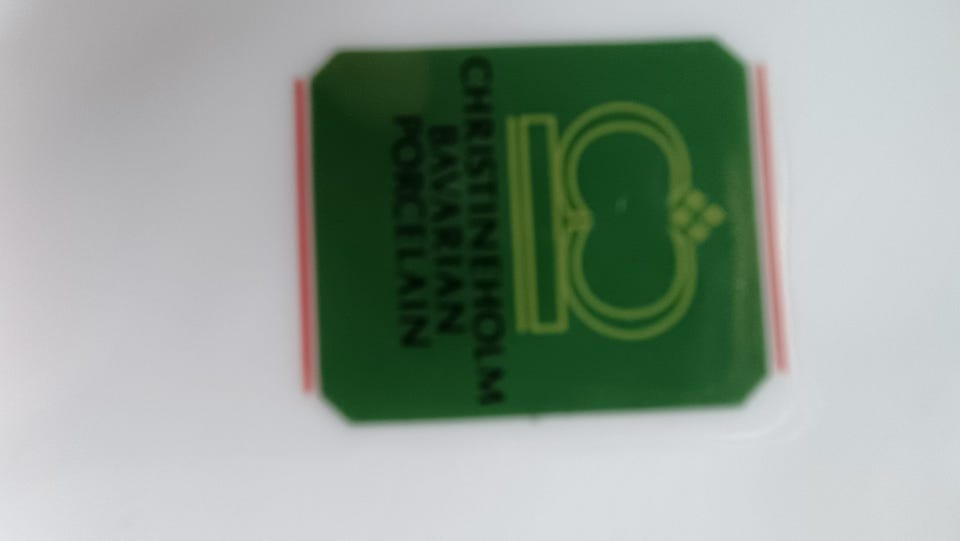 CHRISTINEHOLM
BAVARIAN
PORCELAIN